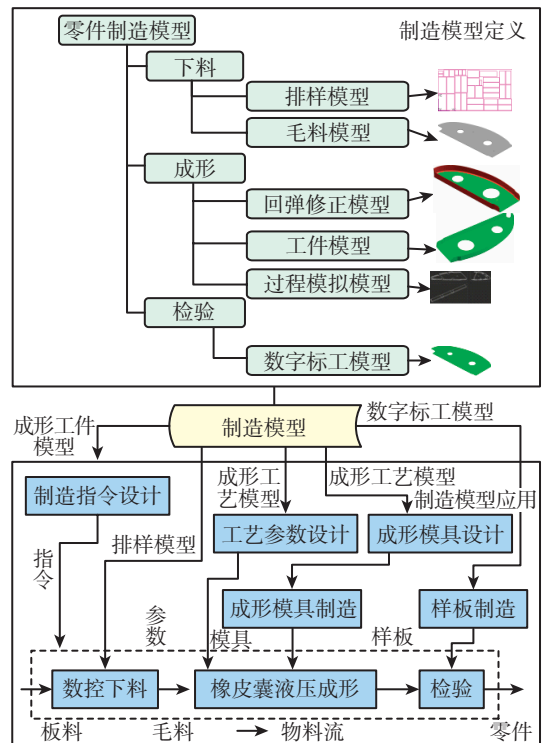 零件制造模型
制造模型定义
下料
排样模型
毛料模型
成形
回弹修正模型
工件模型
过程模拟模型
检验
数字标工模型
数字标工模型
成形工件
模型
制造模型
成形工
艺模型
成形工艺模型
制造模型应用
制造指令设计
工艺参数设计
成形模具设计
指令
排样模型
成形模具制造
样板制造
参数
模具
样板
数控下料
橡皮囊液压成形
检验
板料
毛料
物料流
零件